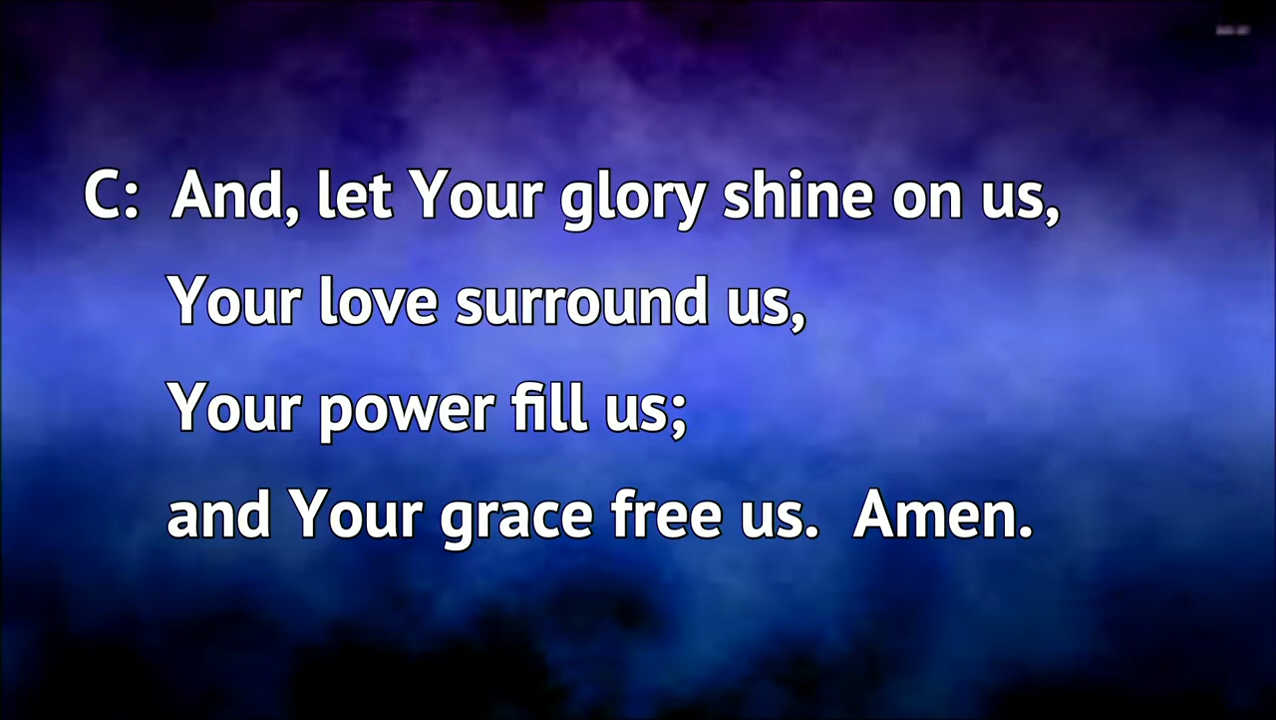 C: And, let Your glory shine on us,
Your love surround us,
Your power fill us;
and Your grace free us. Amen.